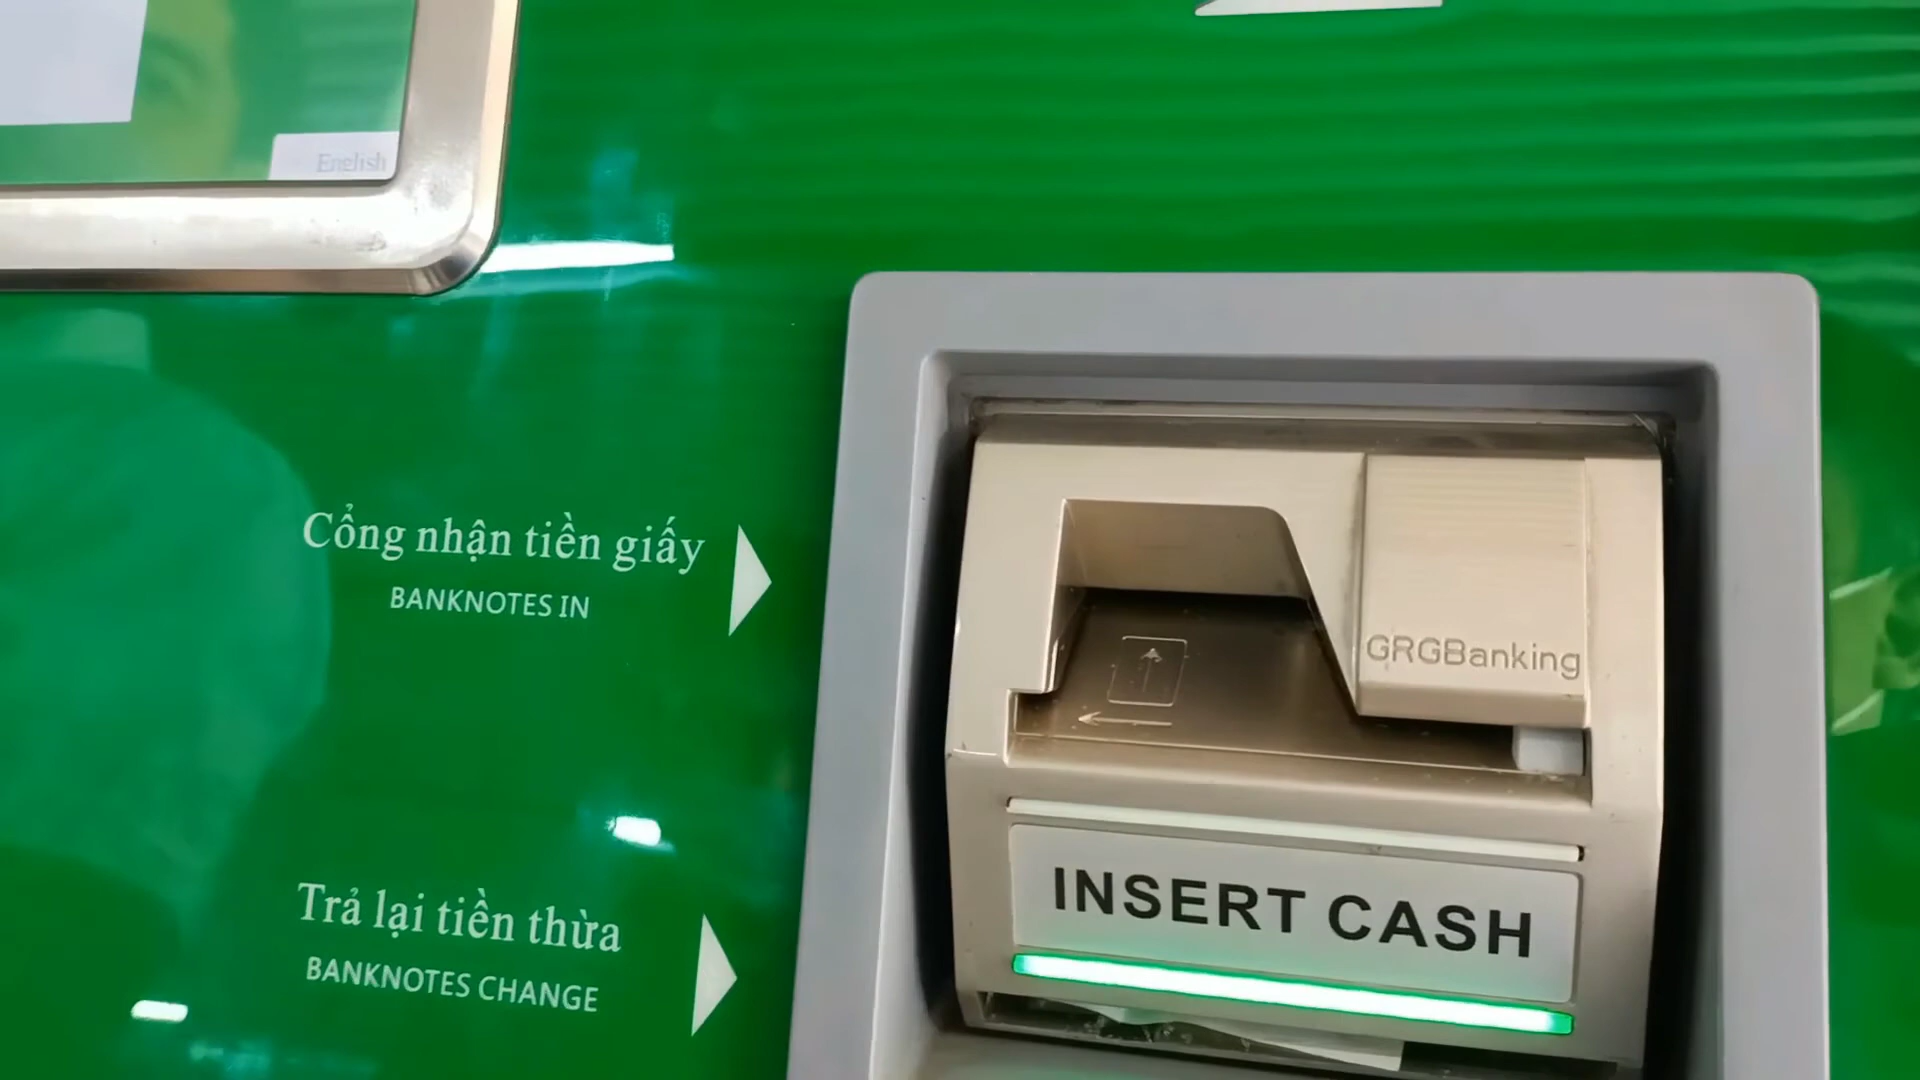 English
Cổng nhận tiền giấy
BANKNOTES IN
GRGBanking
INSERT CASH
Trả lại tiền thừa
BANKNOTES CHANGE